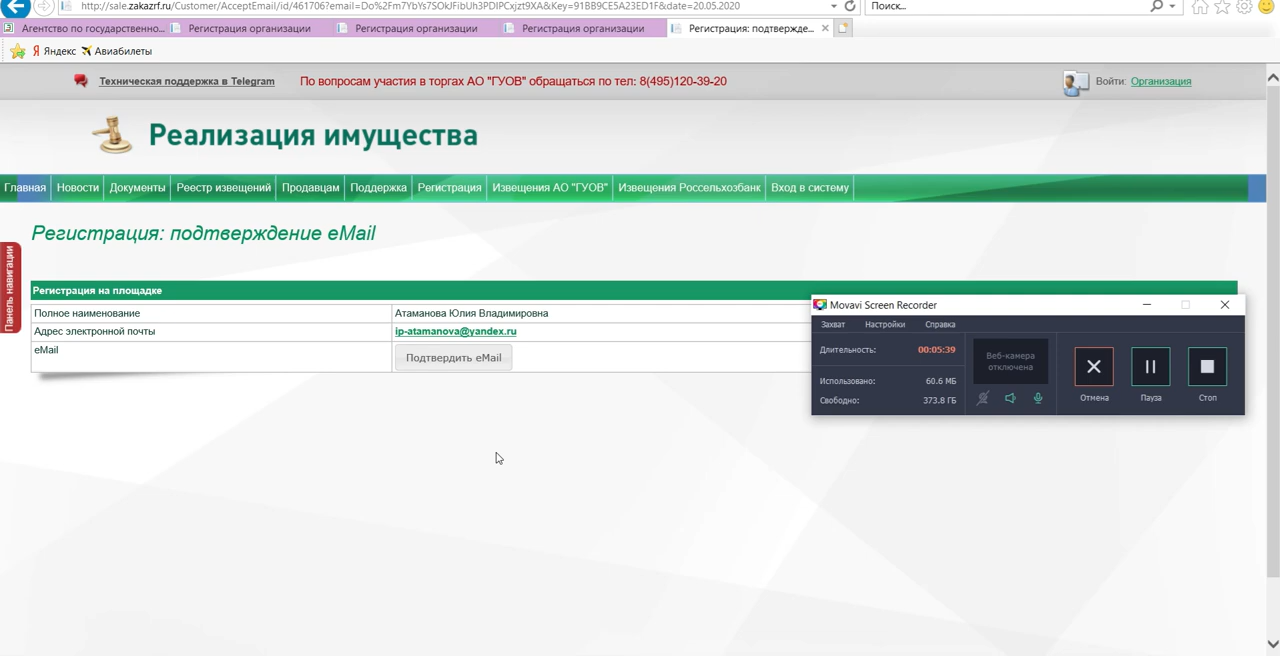 http://sale.zakazrf.ru/Customer/AcceptEmail/id/461706?email=Do%2Fm7YbYs7SOkJFibUh3PDlPCxjzt9XA&Key=91BB9CE5A23ED1F&date=20.05.2020
Поиск...
Агентство по государственно...
Регистрация организации
Регистрация организации
Регистрация организации
Регистрация: подтвержде...
Яндекс
Авиабилеты
Техническая поддержка в Telegram
По вопросам участия в торгах АО "ГУОВ" обращаться по тел: 8(495)120-39-20
Войти: Организация
Реализация имущества
Главная
Новости
Документы
Реестр извещений
Продавцам
Поддержка
Регистрация
Извещения АО "ГУОВ"
Извещения Россельхозбанк
Вход в систему
Регистрация: подтверждение eMail
Панель навигации
Регистрация на площадке
Полное наименование
Атаманова Юлия Владимировна
Адрес электронной почты
ip-atamanova@yandex.ru
eMail
Подтвердить eMail
Movavi Screen Recorder
Захват
Настройки
Справка
Длительность:
00:05:39
Использовано:
60.6 МБ
Свободно:
373.8 ГБ
Веб-камера
отключена
Отмена
Пауза
Стоп